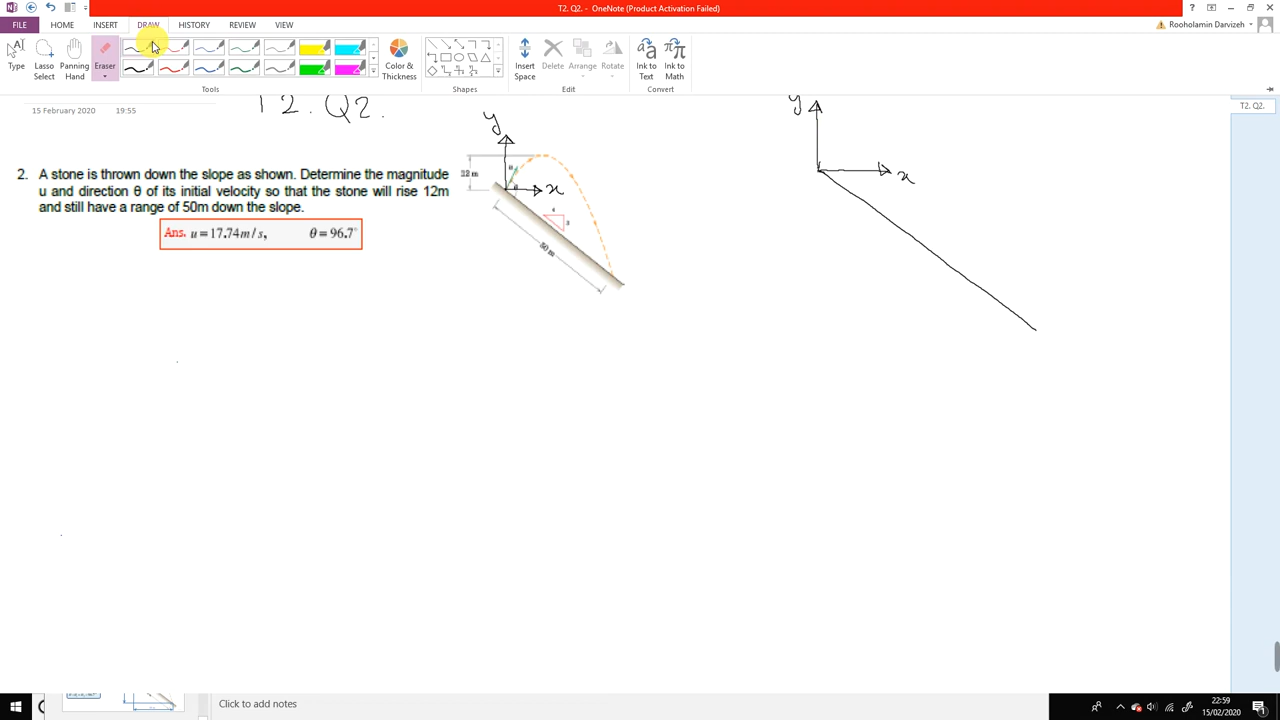 T2. Q2. - OneNote (Product Activation Failed)
FILE
HOME
INSERT
DRAW
HISTORY
REVIEW
VIEW
Rooholamin Darvizeh
Type
Lasso Select
Panning Hand
Eraser
Color & Thickness
Insert Space
Delete
Arrange
Rotate
Ink to Text
Ink to Math
Tools
Shapes
Edit
Convert
15 February 2020 19:55
T2. Q2.
T2. Q2.
2. A stone is thrown down the slope as shown. Determine the magnitude
u and direction θ of its initial velocity so that the stone will rise 12m
and still have a range of 50m down the slope.
Ans. u = 17.74 m / s, θ = 96.7°
y
x
12 m
θ
4
3
50 m
y
x
Click to add notes
22:59
15/02/2020